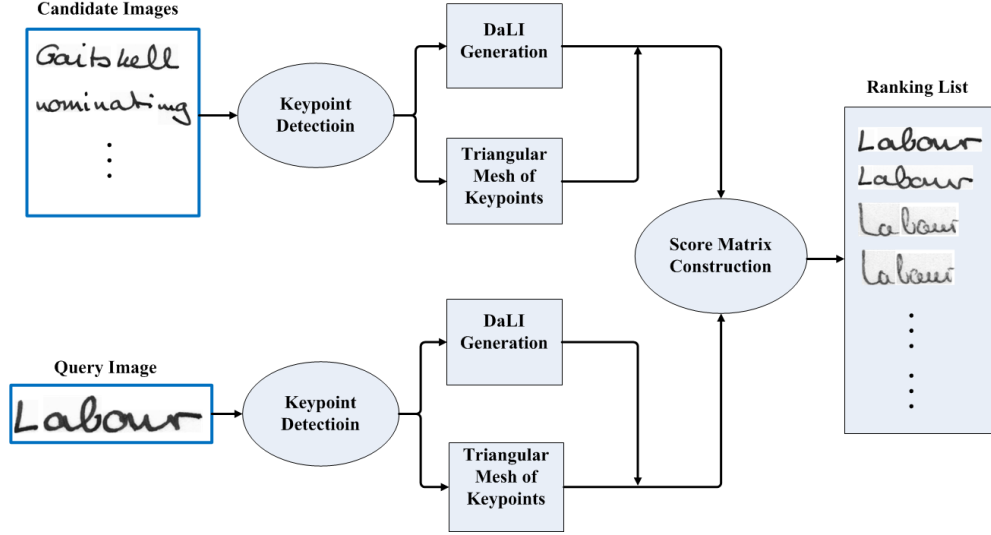 Candidate Images
Gaitskell
nominating
Keypoint
Detectioin
DaLI
Generation
Triangular
Mesh of
Keypoints
Query Image
Labour
Keypoint
Detectioin
DaLI
Generation
Triangular
Mesh of
Keypoints
Score Matrix
Construction
Ranking List
Labour
Labour
Labour
Labour